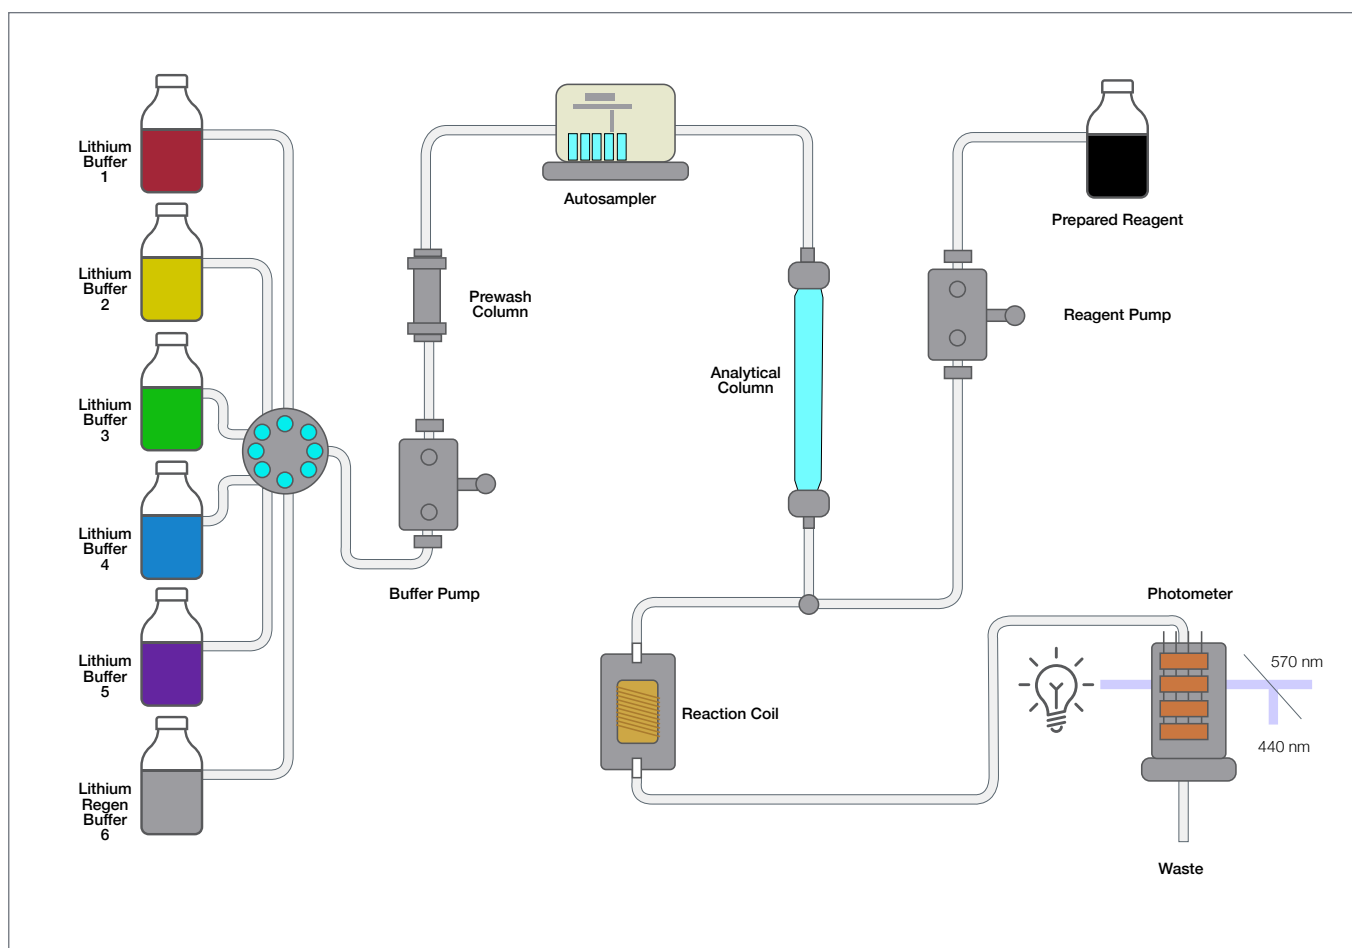 Lithium
Buffer
1
Lithium
Buffer
2
Lithium
Buffer
3
Lithium
Buffer
4
Lithium
Buffer
5
Lithium
Regen
Buffer
6
Autosampler
Prewash
Column
Buffer Pump
Analytical
Column
Prepared Reagent
Reagent Pump
Reaction Coil
Photometer
570 nm
440 nm
Waste